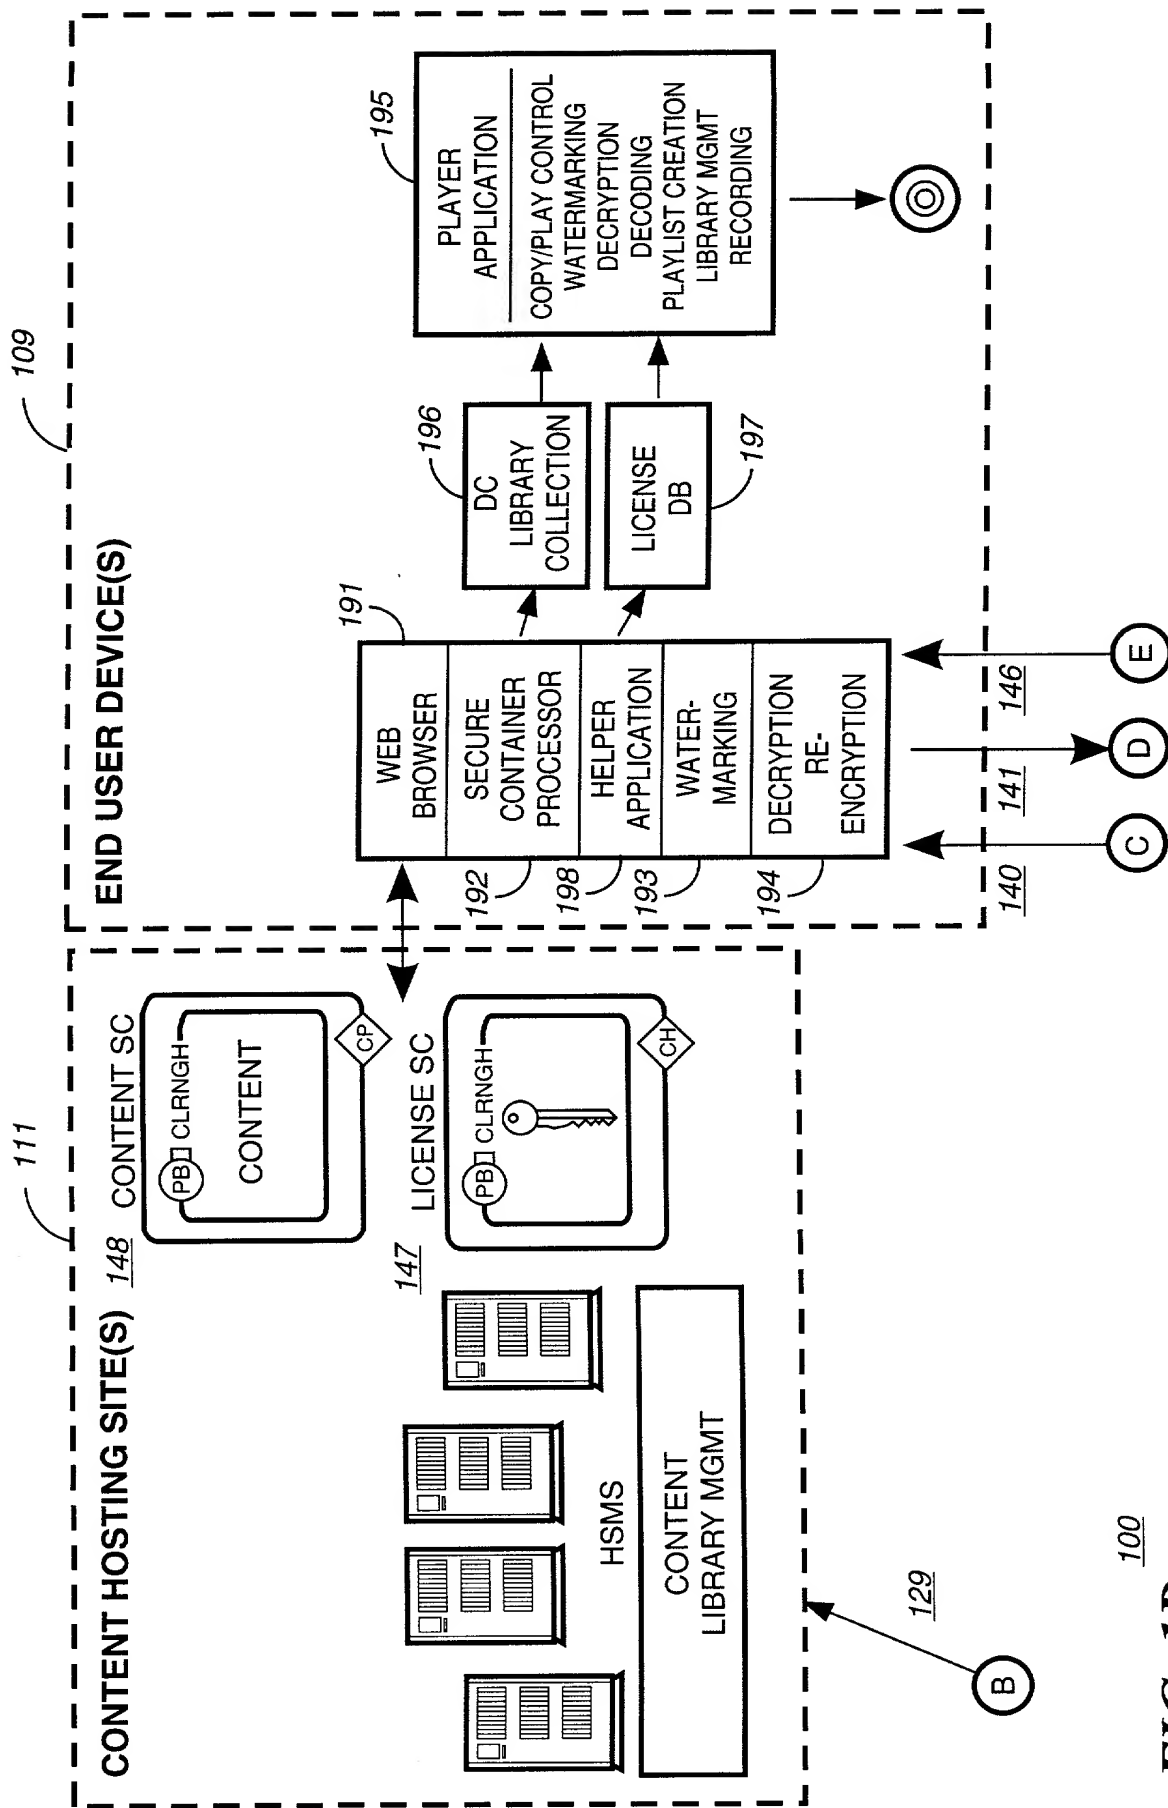 111
109
CONTENT HOSTING SITE(S)
148
CONTENT SC
PB
CLRNGH
CONTENT
CP
147
LICENSE SC
PB
CLRNGH
CH
HSMS
CONTENT
LIBRARY MGMT
B
129
100
END USER DEVICE(S)
191
WEB
BROWSER
SECURE
CONTAINER
PROCESSOR
HELPER
APPLICATION
WATER-
MARKING
DECRYPTION
RE-
ENCRYPTION
192
198
193
194
140
141
146
C
D
E
196
DC
LIBRARY
COLLECTION
LICENSE
DB
197
195
PLAYER
APPLICATION
COPY/PLAY CONTROL
WATERMARKING
DECRYPTION
DECODING
PLAYLIST CREATION
LIBRARY MGMT
RECORDING